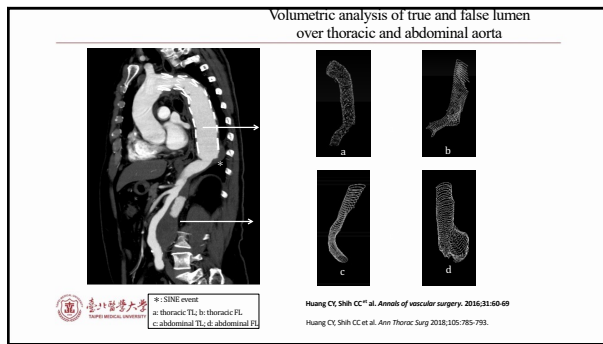 Volumetric analysis of true and false lumen
over thoracic and abdominal aorta
*
a
b
c
d
臺北醫學大學
TAIPEI MEDICAL UNIVERSITY
*: SINE event
a: thoracic TL; b: thoracic FL
c: abdominal TL; d: abdominal FL
Huang CY, Shih CC et al. Annals of vascular surgery. 2016;31:60-69
Huang CY, Shih CC et al. Ann Thorac Surg 2018;105:785-793.